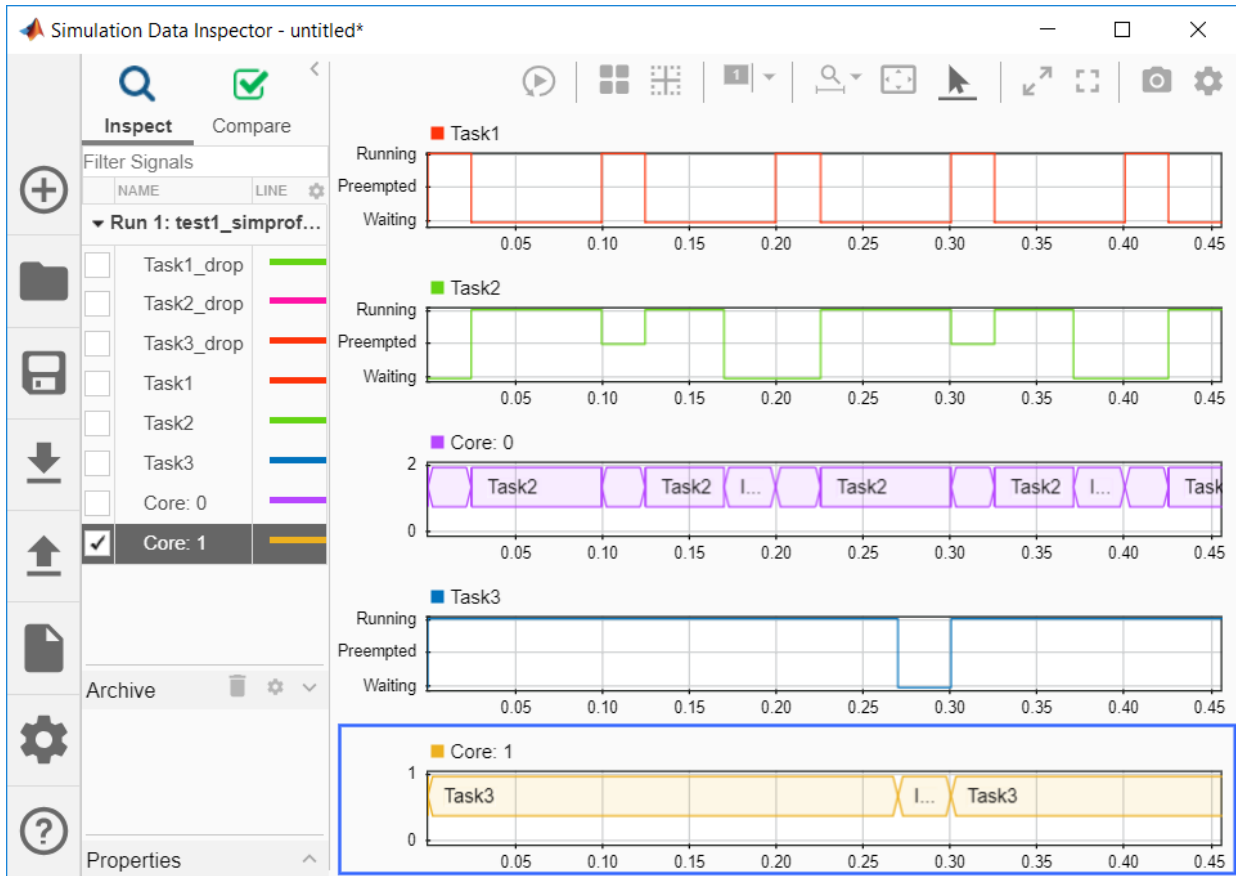 Simulation Data Inspector - untitled*
Inspect Compare
Filter Signals
NAME LINE
Run 1: test1_simprof...
Task1_drop
Task2_drop
Task3_drop
Task1
Task2
Task3
Core: 0
Core: 1
Archive
Properties
1
Task1
Running
Preempted
Waiting
0.05 0.10 0.15 0.20 0.25 0.30 0.35 0.40 0.45
Task2
Running
Preempted
Waiting
0.05 0.10 0.15 0.20 0.25 0.30 0.35 0.40 0.45
Core: 0
2
Task2 Task2 I... Task2 Task2 I... Task
0
0.05 0.10 0.15 0.20 0.25 0.30 0.35 0.40 0.45
Task3
Running
Preempted
Waiting
0.05 0.10 0.15 0.20 0.25 0.30 0.35 0.40 0.45
Core: 1
1
Task3 I... Task3
0
0.05 0.10 0.15 0.20 0.25 0.30 0.35 0.40 0.45